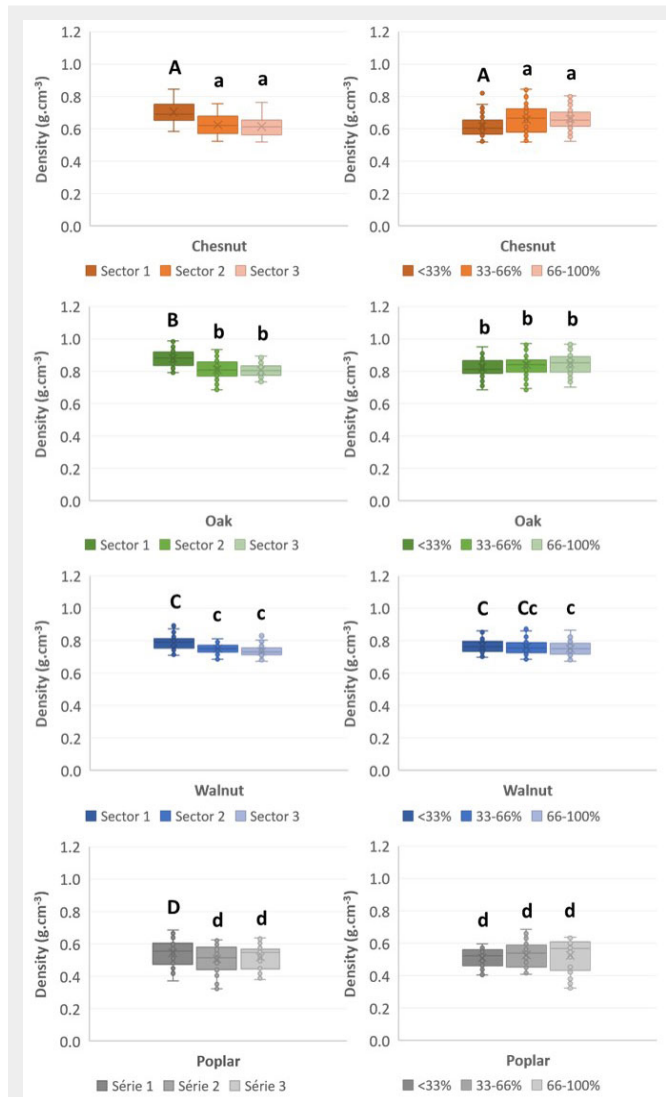 1.2
1.0
0.8
0.6
0.4
0.2
0.0
Density (g.cm-3)
A a a
Chesnut
Sector 1 Sector 2 Sector 3
1.2
1.0
0.8
0.6
0.4
0.2
0.0
Density (g.cm-3)
A a a
Chesnut
<33% 33-66% 66-100%
1.2
1.0
0.8
0.6
0.4
0.2
0.0
Density (g.cm-3)
B b b
Oak
Sector 1 Sector 2 Sector 3
1.2
1.0
0.8
0.6
0.4
0.2
0.0
Density (g.cm-3)
b b b
Oak
<33% 33-66% 66-100%
1.2
1.0
0.8
0.6
0.4
0.2
0.0
Density (g.cm-3)
C c c
Walnut
Sector 1 Sector 2 Sector 3
1.2
1.0
0.8
0.6
0.4
0.2
0.0
Density (g.cm-3)
C Cc c
Walnut
<33% 33-66% 66-100%
1.2
1.0
0.8
0.6
0.4
0.2
0.0
Density (g.cm-3)
D d d
Poplar
Série 1 Série 2 Série 3
1.2
1.0
0.8
0.6
0.4
0.2
0.0
Density (g.cm-3)
d d d
Poplar
<33% 33-66% 66-100%